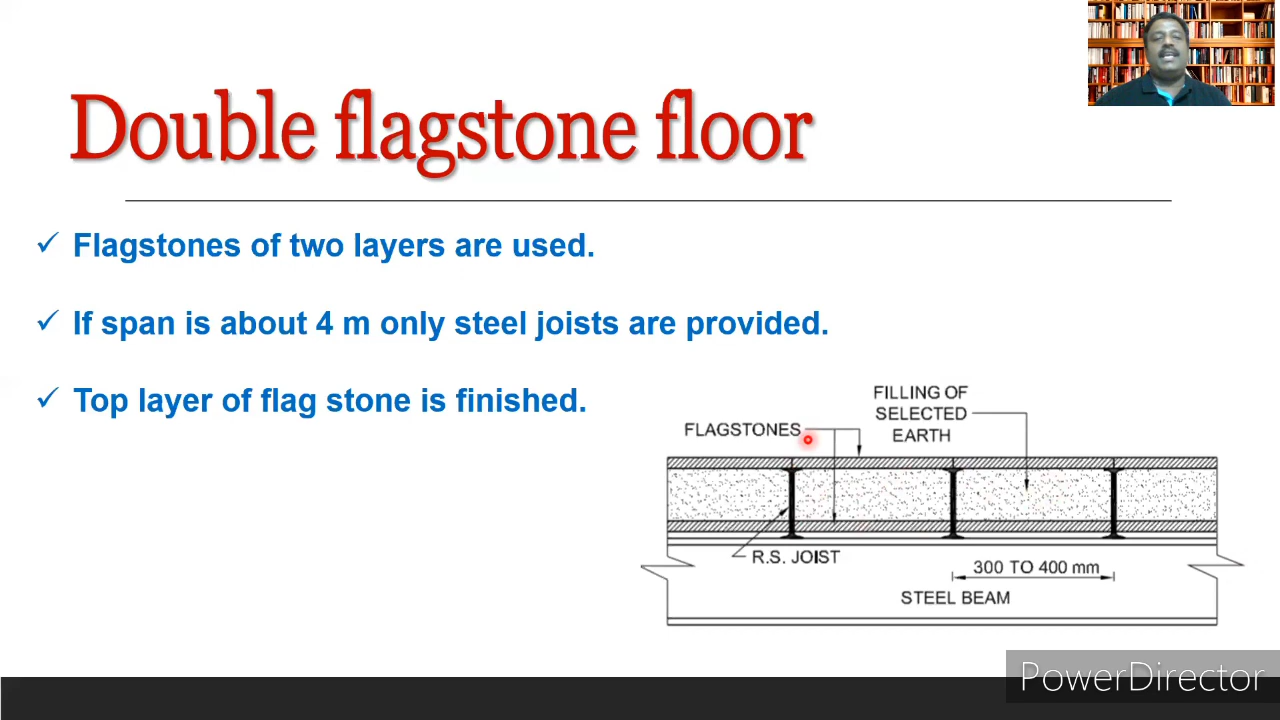 Double flagstone floor
Flagstones of two layers are used.
If span is about 4 m only steel joists are provided.
Top layer of flag stone is finished.
FILLING OF
SELECTED
EARTH
FLAGSTONES
R.S. JOIST
300 TO 400 mm
STEEL BEAM
PowerDirector